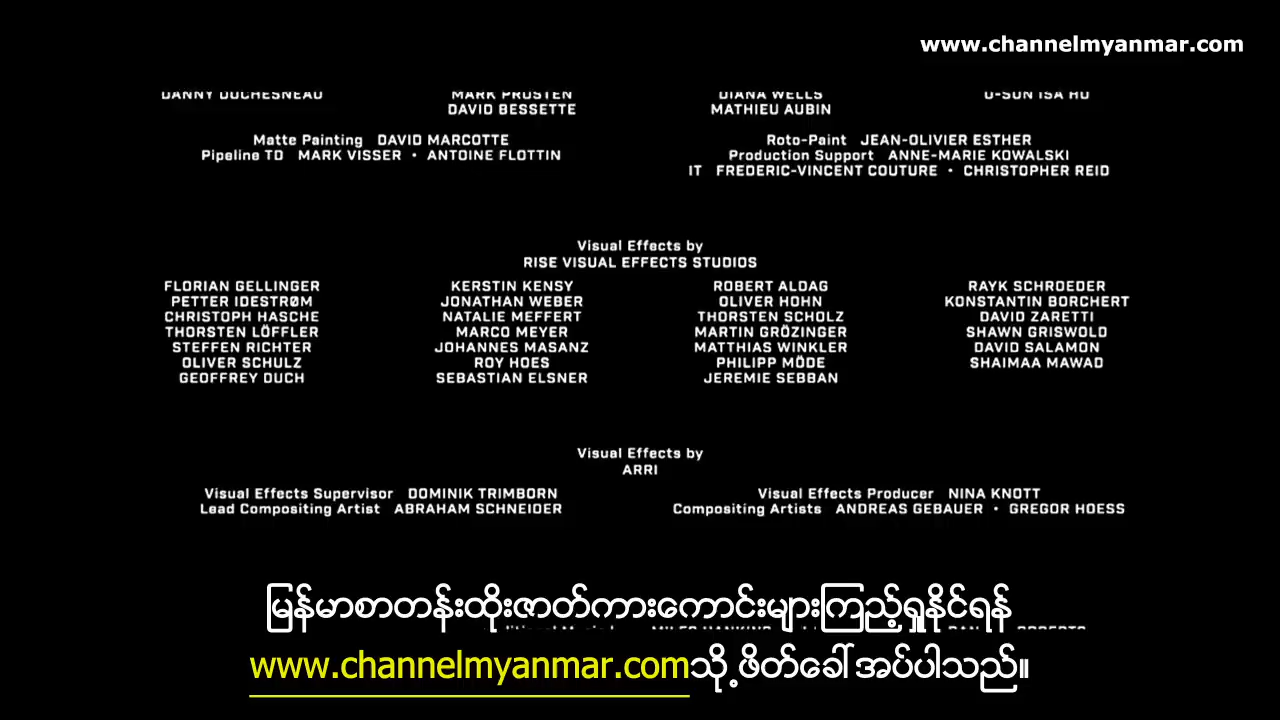 www.channelmyanmar.com
DANNY DUCHESNEAU MARK PROSTEN DIANA WELLS O-SUN ISA HO
DAVID BESSETTE MATHIEU AUBIN
Matte Painting DAVID MARCOTTE Roto-Paint JEAN-OLIVIER ESTHER
Pipeline TD MARK VISSER • ANTOINE FLOTTIN Production Support ANNE-MARIE KOWALSKI
IT FREDERIC-VINCENT COUTURE • CHRISTOPHER REID
Visual Effects by
RISE VISUAL EFFECTS STUDIOS
FLORIAN GELLINGER KERSTIN KENSY ROBERT ALDAG RAYK SCHROEDER
PETTER IDESTRØM JONATHAN WEBER OLIVER HOHN KONSTANTIN BORCHERT
CHRISTOPH HASCHE NATALIE MEFFERT THORSTEN SCHOLZ DAVID ZARETTI
THORSTEN LÖFFLER MARCO MEYER MARTIN GRÖZINGER SHAWN GRISWOLD
STEFFEN RICHTER JOHANNES MASANZ MATTHIAS WINKLER DAVID SALAMON
OLIVER SCHULZ ROY HOES PHILIPP MÖDE SHAIMAA MAWAD
GEOFFREY DUCH SEBASTIAN ELSNER JEREMIE SEBBAN
Visual Effects by
ARRI
Visual Effects Supervisor DOMINIK TRIMBORN Visual Effects Producer NINA KNOTT
Lead Compositing Artist ABRAHAM SCHNEIDER Compositing Artists ANDREAS GEBAUER • GREGOR HOESS
မြန်မာစာတန်းထိုးဇာတ်ကားကောင်းများကြည့်ရှုနိုင်ရန်
www.channelmyanmar.comသို့ဖိတ်ခေါ်အပ်ပါသည်။